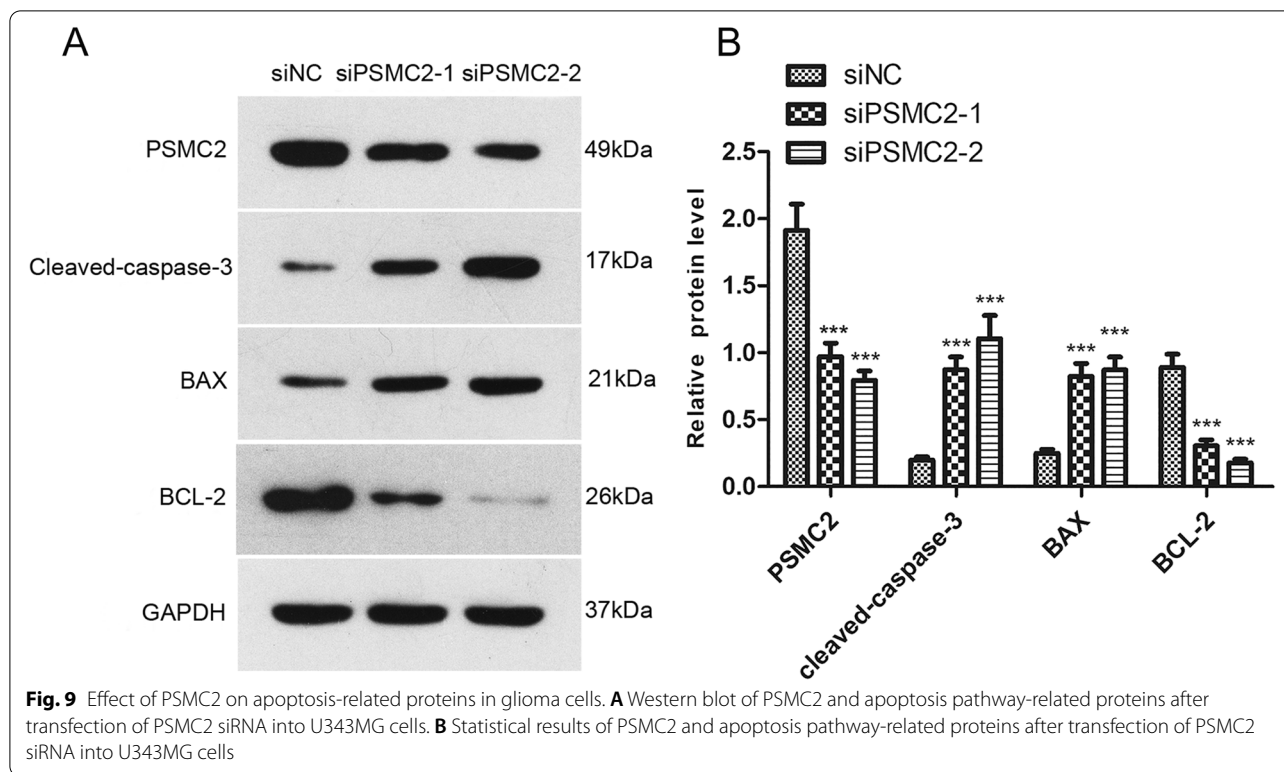 A
siNC siPSMC2-1 siPSMC2-2
PSMC2 49kDa
Cleaved-caspase-3 17kDa
BAX 21kDa
BCL-2 26kDa
GAPDH 37kDa
B
siNC
siPSMC2-1
siPSMC2-2
Relative protein level
2.5
2.0
1.5
1.0
0.5
0.0
*** *** *** *** *** *** *** ***
PSMC2 cleaved-caspase-3 BAX BCL-2
Fig. 9 Effect of PSMC2 on apoptosis-related proteins in glioma cells. A Western blot of PSMC2 and apoptosis pathway-related proteins after
transfection of PSMC2 siRNA into U343MG cells. B Statistical results of PSMC2 and apoptosis pathway-related proteins after transfection of PSMC2
siRNA into U343MG cells